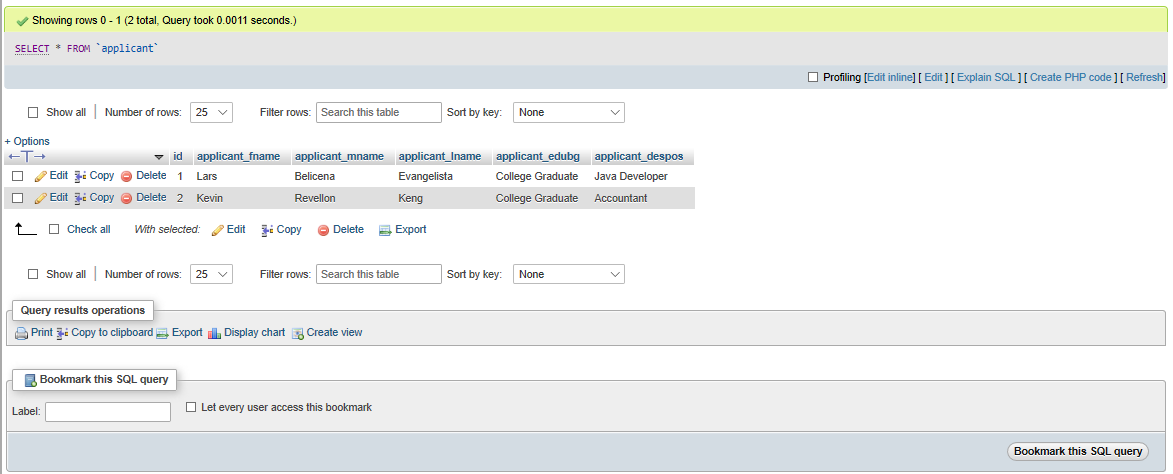 Showing rows 0 - 1 (2 total, Query took 0.0011 seconds.)
SELECT * FROM `applicant`
Profiling [Edit inline] [ Edit ] [ Explain SQL ] [ Create PHP code ] [ Refresh]
Show all Number of rows: 25 Filter rows: Search this table Sort by key: None
+ Options
id applicant_fname applicant_mname applicant_lname applicant_edubg applicant_despos
Edit Copy Delete 1 Lars Belicena Evangelista College Graduate Java Developer
Edit Copy Delete 2 Kevin Revellon Keng College Graduate Accountant
Check all With selected: Edit Copy Delete Export
Show all Number of rows: 25 Filter rows: Search this table Sort by key: None
Query results operations
Print Copy to clipboard Export Display chart Create view
Bookmark this SQL query
Label: Let every user access this bookmark
Bookmark this SQL query